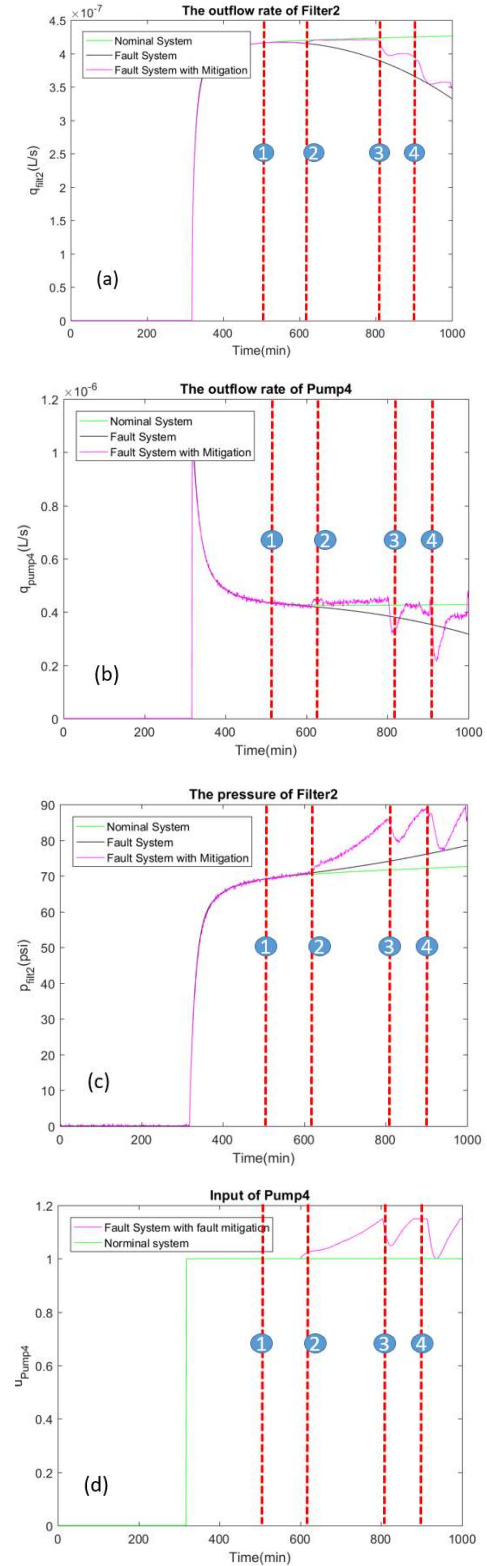 The outflow rate of Filter2
×10⁻⁷
4.5
4
3.5
3
2.5
2
1.5
1
0.5
0
q_filt2(L/s)
Nominal System
Fault System
Fault System with Mitigation
1 2 3 4
(a)
0 200 400 600 800 1000
Time(min)
The outflow rate of Pump4
×10⁻⁶
1.2
1
0.8
0.6
0.4
0.2
0
q_pump4(L/s)
Nominal System
Fault System
Fault System with Mitigation
1 2 3 4
(b)
0 200 400 600 800 1000
Time(min)
The pressure of Filter2
90
80
70
60
50
40
30
20
10
0
p_filt2(psi)
Nominal System
Fault System
Fault System with Mitigation
1 2 3 4
(c)
0 200 400 600 800 1000
Time(min)
Input of Pump4
1.2
1
0.8
0.6
0.4
0.2
0
u_Pump4
Fault System with fault mitigation
Norminal system
1 2 3 4
(d)
0 200 400 600 800 1000
Time(min)